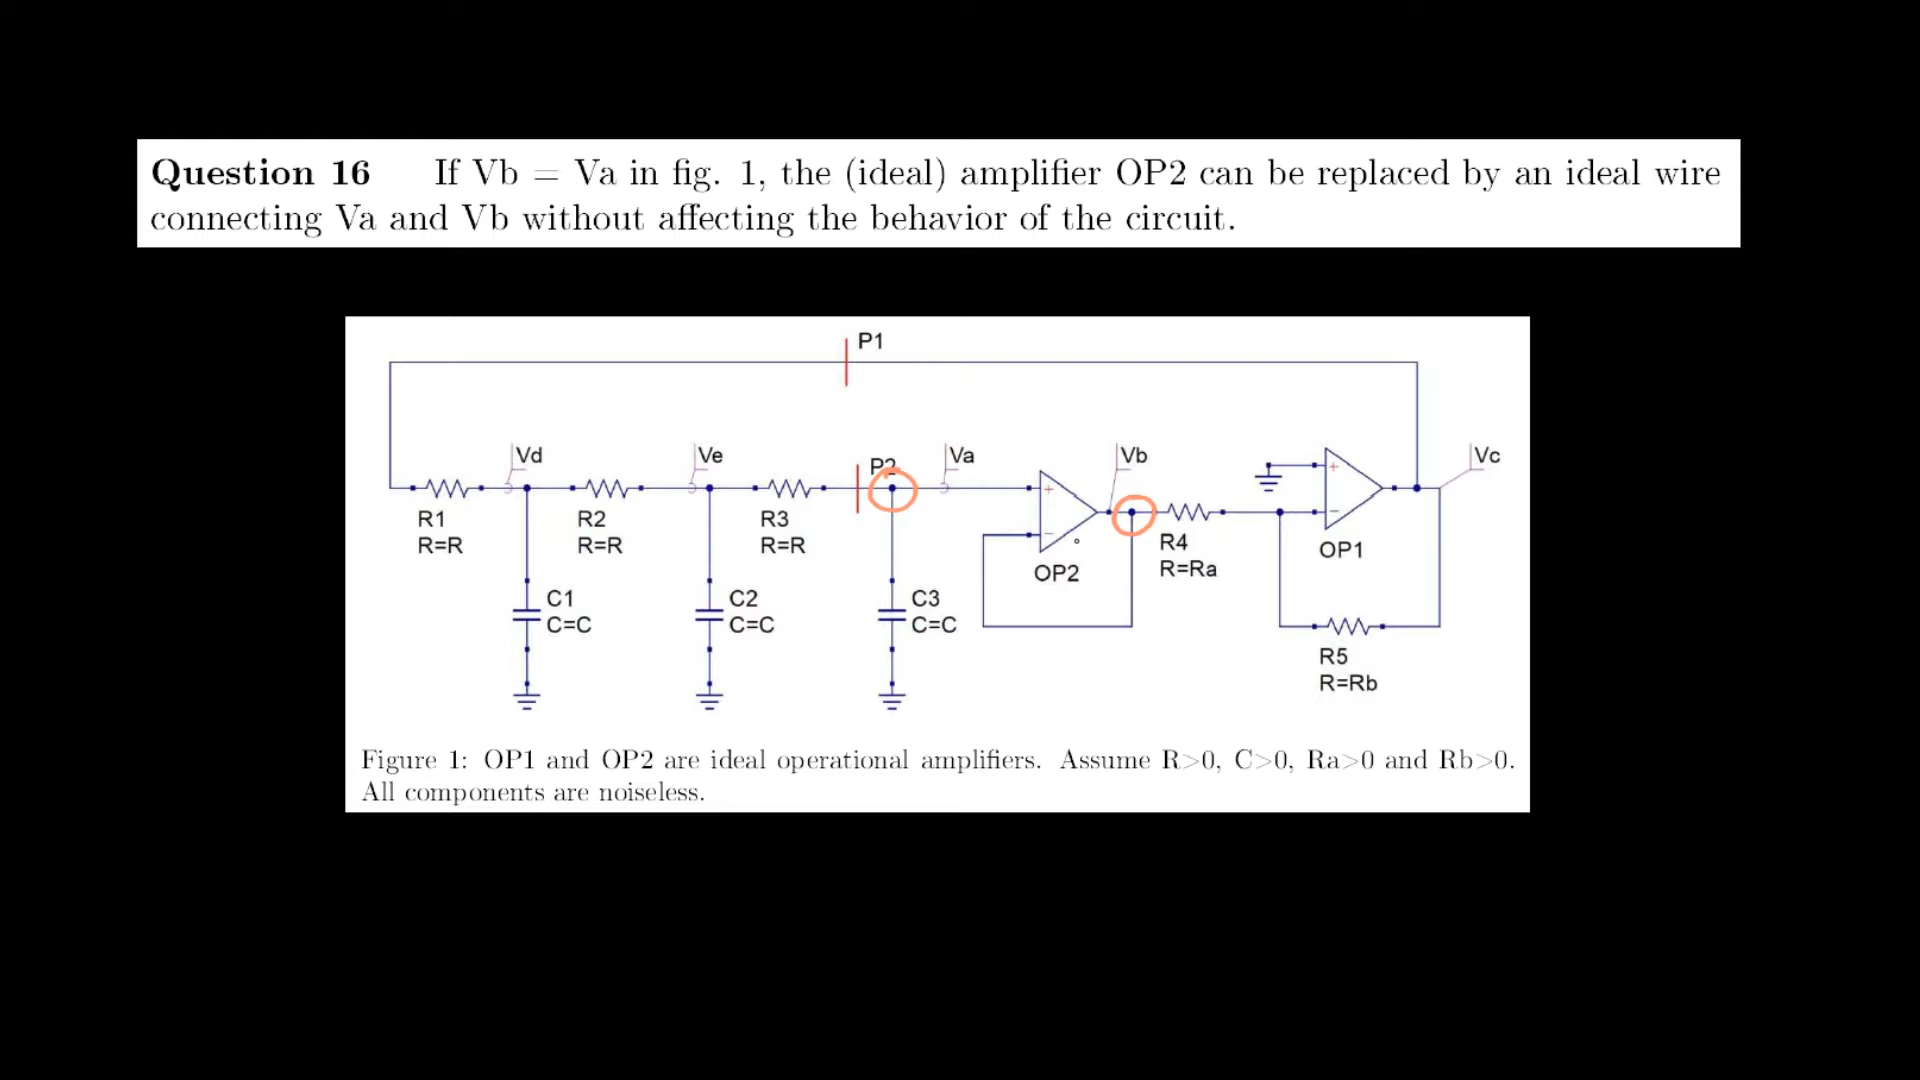 Question 16 If Vb = Va in fig. 1, the (ideal) amplifier OP2 can be replaced by an ideal wire
connecting Va and Vb without affecting the behavior of the circuit.
P1
Vd
Ve
P2
Va
Vb
Vc
+
+
R1
R=R
R2
R=R
R3
R=R
−
−
R4
R=Ra
OP1
OP2
C1
C=C
C2
C=C
C3
C=C
R5
R=Rb
Figure 1: OP1 and OP2 are ideal operational amplifiers. Assume R>0, C>0, Ra>0 and Rb>0.
All components are noiseless.